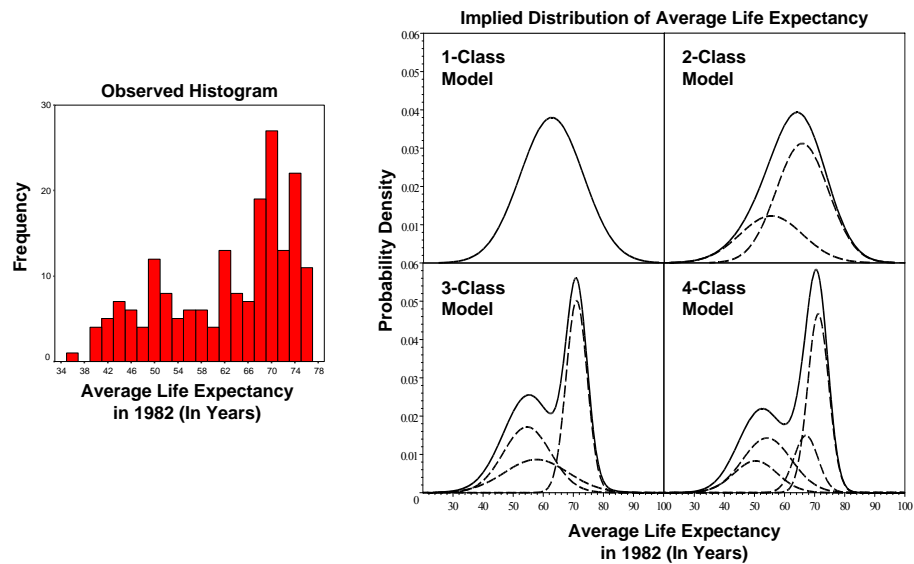 Implied Distribution of Average Life Expectancy
Observed Histogram
30
20
10
0
Frequency
34 38 42 46 50 54 58 62 66 70 74 78
Average Life Expectancy
in 1982 (In Years)
Probability Density
0.06
0.05
0.04
0.03
0.02
0.01
1-Class
Model
2-Class
Model
0.06
0.05
0.04
0.03
0.02
0.01
0
3-Class
Model
4-Class
Model
30 40 50 60 70 80 90 100 30 40 50 60 70 80 90 100
Average Life Expectancy
in 1982 (In Years)